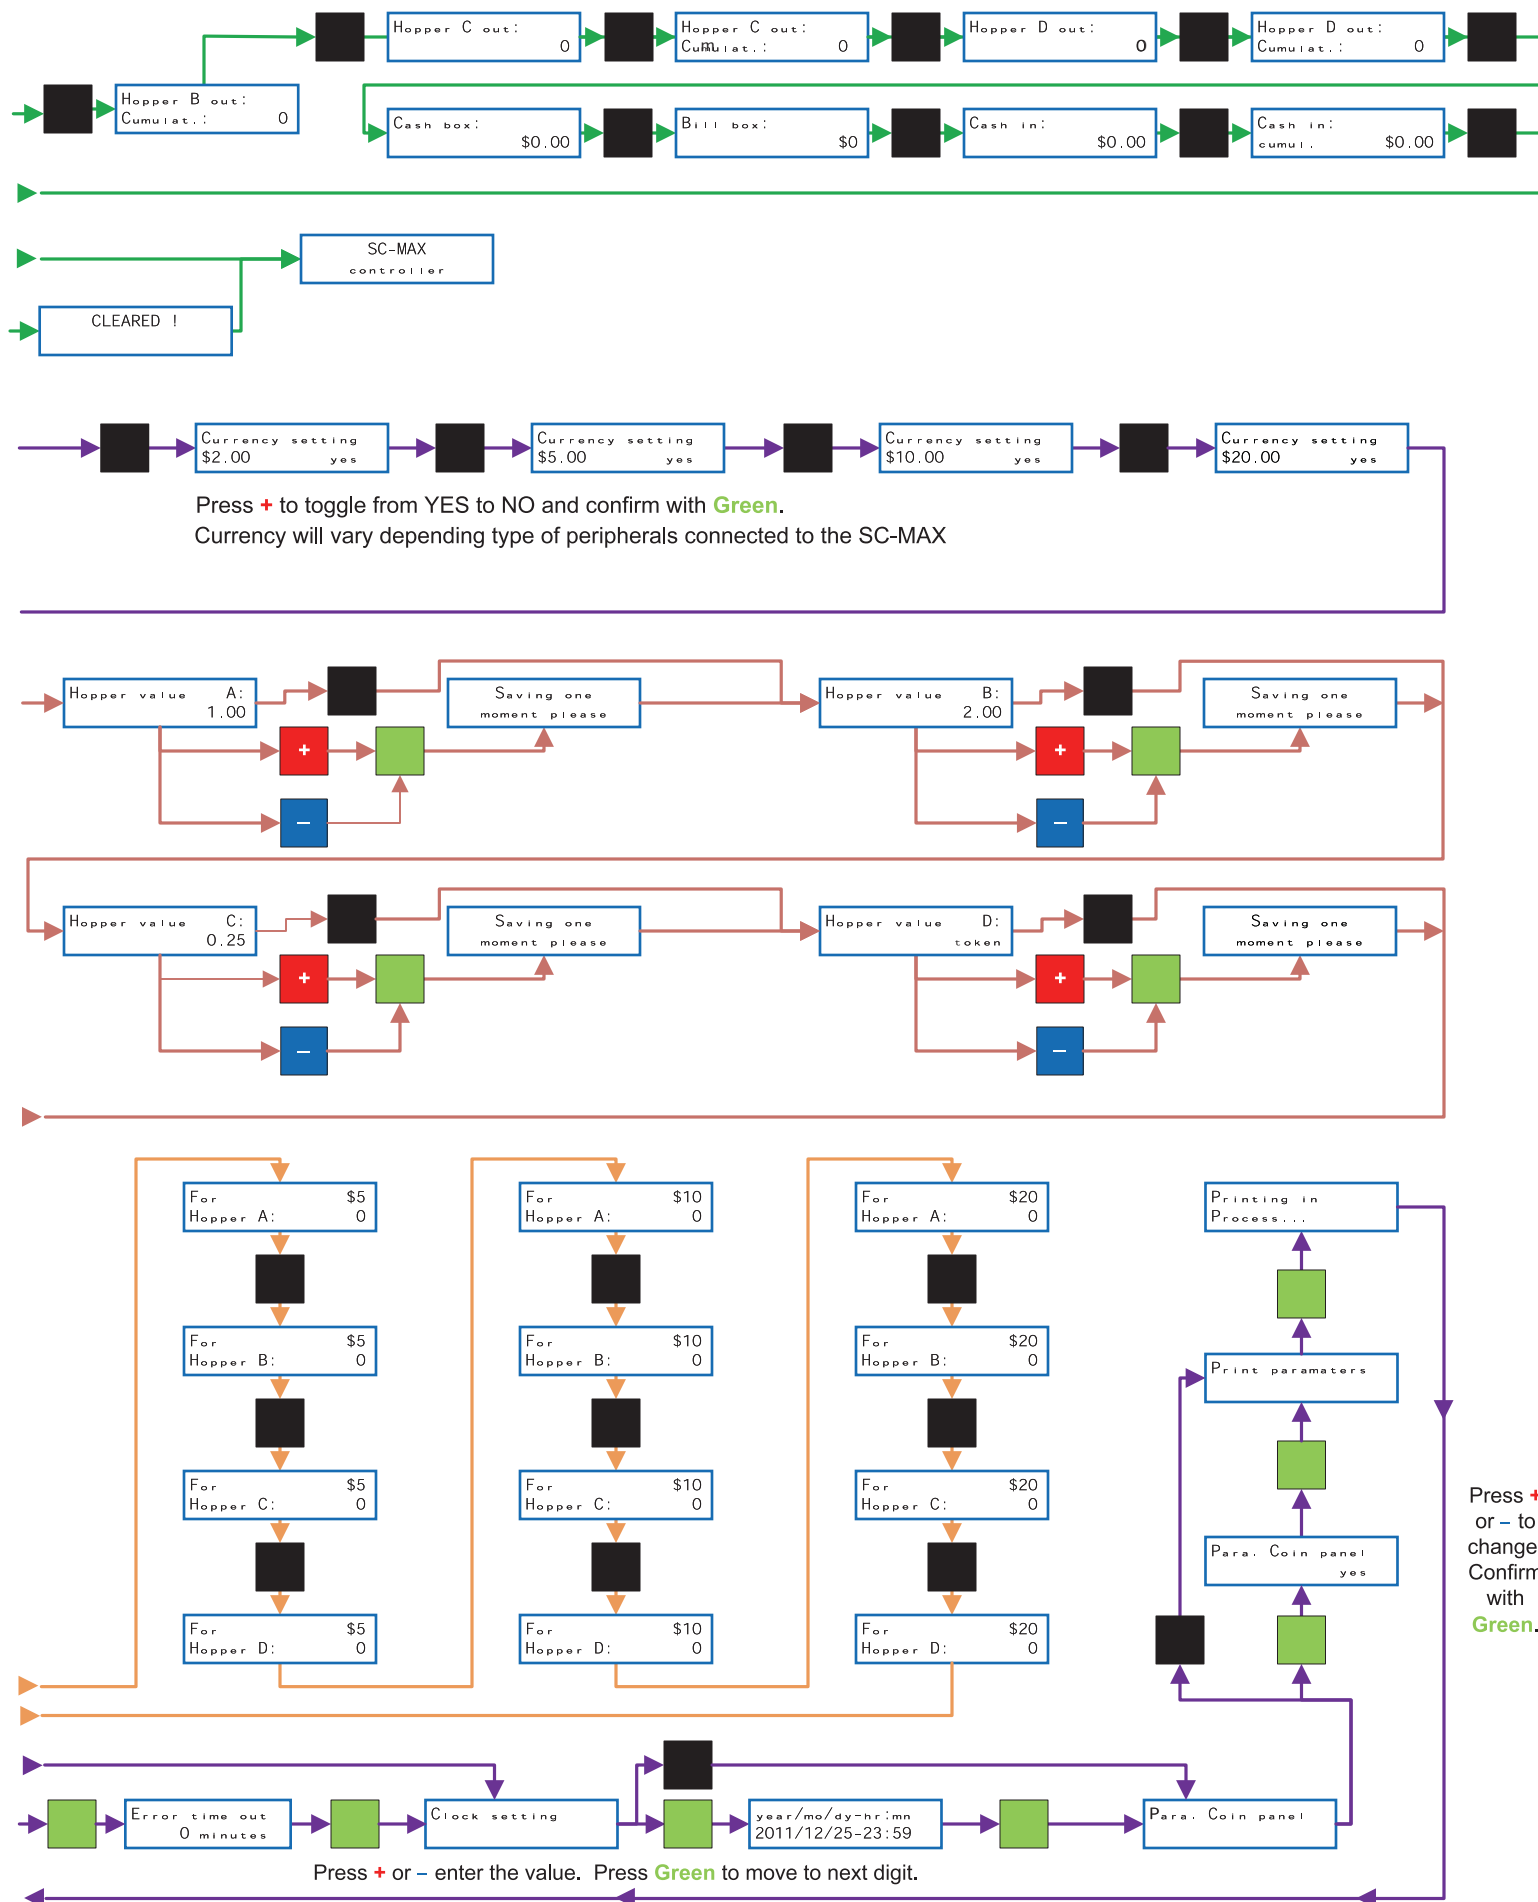 Hopper C out:
0
Hopper C out:
Cumulat.: 0
Hopper D out:
0
Hopper D out:
Cumulat.: 0
Hopper B out:
Cumulat.: 0
Cash box:
$0.00
Bill box:
$0
Cash in:
$0.00
Cash in:
cumul. $0.00
SC-MAX
controller
CLEARED !
Currency setting
$2.00 yes
Currency setting
$5.00 yes
Currency setting
$10.00 yes
Currency setting
$20.00 yes
Press + to toggle from YES to NO and confirm with Green.
Currency will vary depending type of peripherals connected to the SC-MAX
Hopper value A:
1.00
Saving one
moment please
+
–
Hopper value B:
2.00
Saving one
moment please
+
–
Hopper value C:
0.25
Saving one
moment please
+
–
Hopper value D:
token
Saving one
moment please
+
–
For $5
Hopper A: 0
For $5
Hopper B: 0
For $5
Hopper C: 0
For $5
Hopper D: 0
For $10
Hopper A: 0
For $10
Hopper B: 0
For $10
Hopper C: 0
For $10
Hopper D: 0
For $20
Hopper A: 0
For $20
Hopper B: 0
For $20
Hopper C: 0
For $20
Hopper D: 0
Printing in
Process...
Print paramaters
Para. Coin panel
yes
Press +
or – to
change
Confirm
with
Green.
Error time out
0 minutes
Clock setting
year/mo/dy-hr:mn
2011/12/25-23:59
Para. Coin panel
Press + or – enter the value. Press Green to move to next digit.